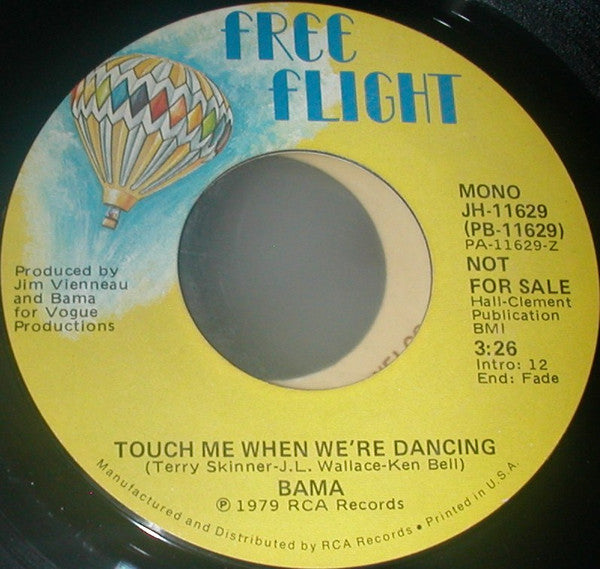 FREE
FLIGHT
MONO
JH-11629
(PB-11629)
PA-11629-Z
NOT
FOR SALE
Hall-Clement
Publication
BMI
3:26
Intro: 12
End: Fade
Produced by
Jim Vienneau
and Bama
for Vogue
Productions
TOUCH ME WHEN WE'RE DANCING
(Terry Skinner-J.L. Wallace-Ken Bell)
BAMA
Ⓟ 1979 RCA Records
Manufactured and Distributed by RCA Records • Printed in U.S.A.